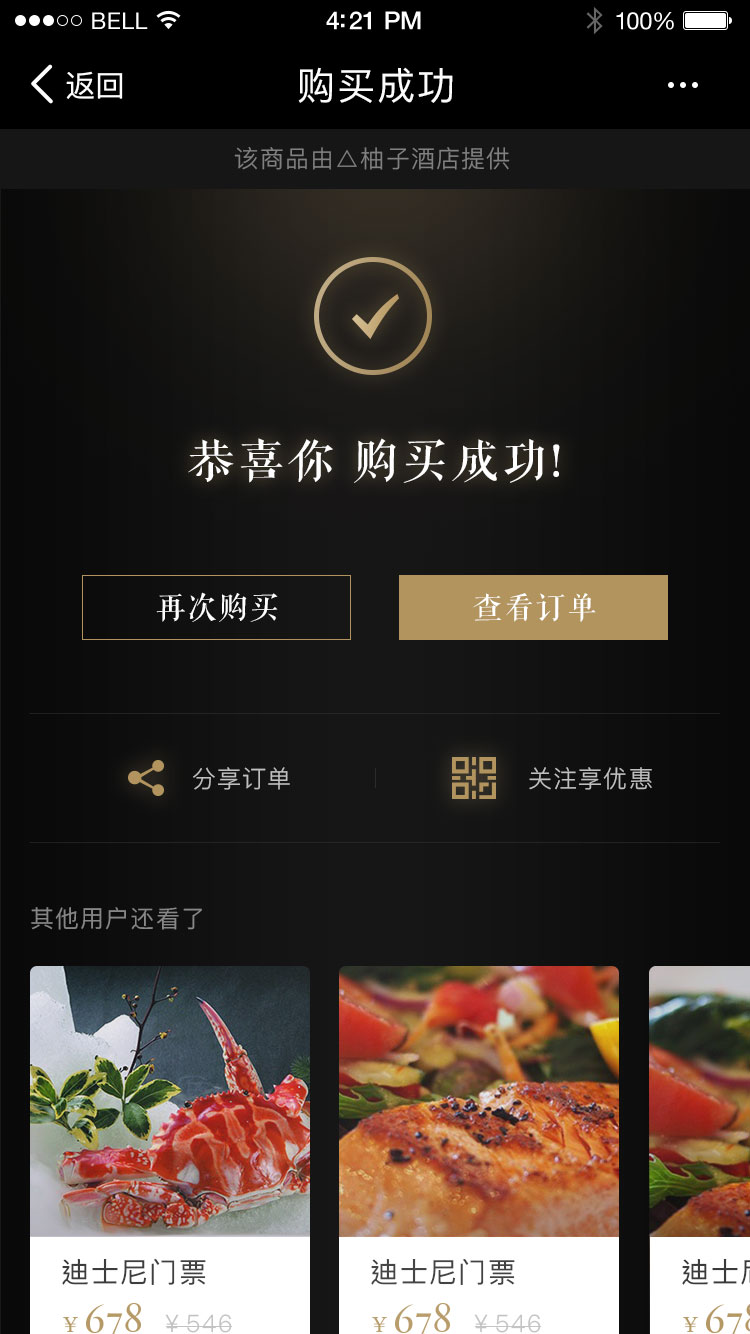 BELL 4:21 PM 100%
返回 购买成功
该商品由△柚子酒店提供
恭喜你 购买成功!
再次购买 查看订单
分享订单 关注享优惠
其他用户还看了
迪士尼门票 迪士尼门票 迪士
¥678 ¥546 ¥678 ¥546 ¥678